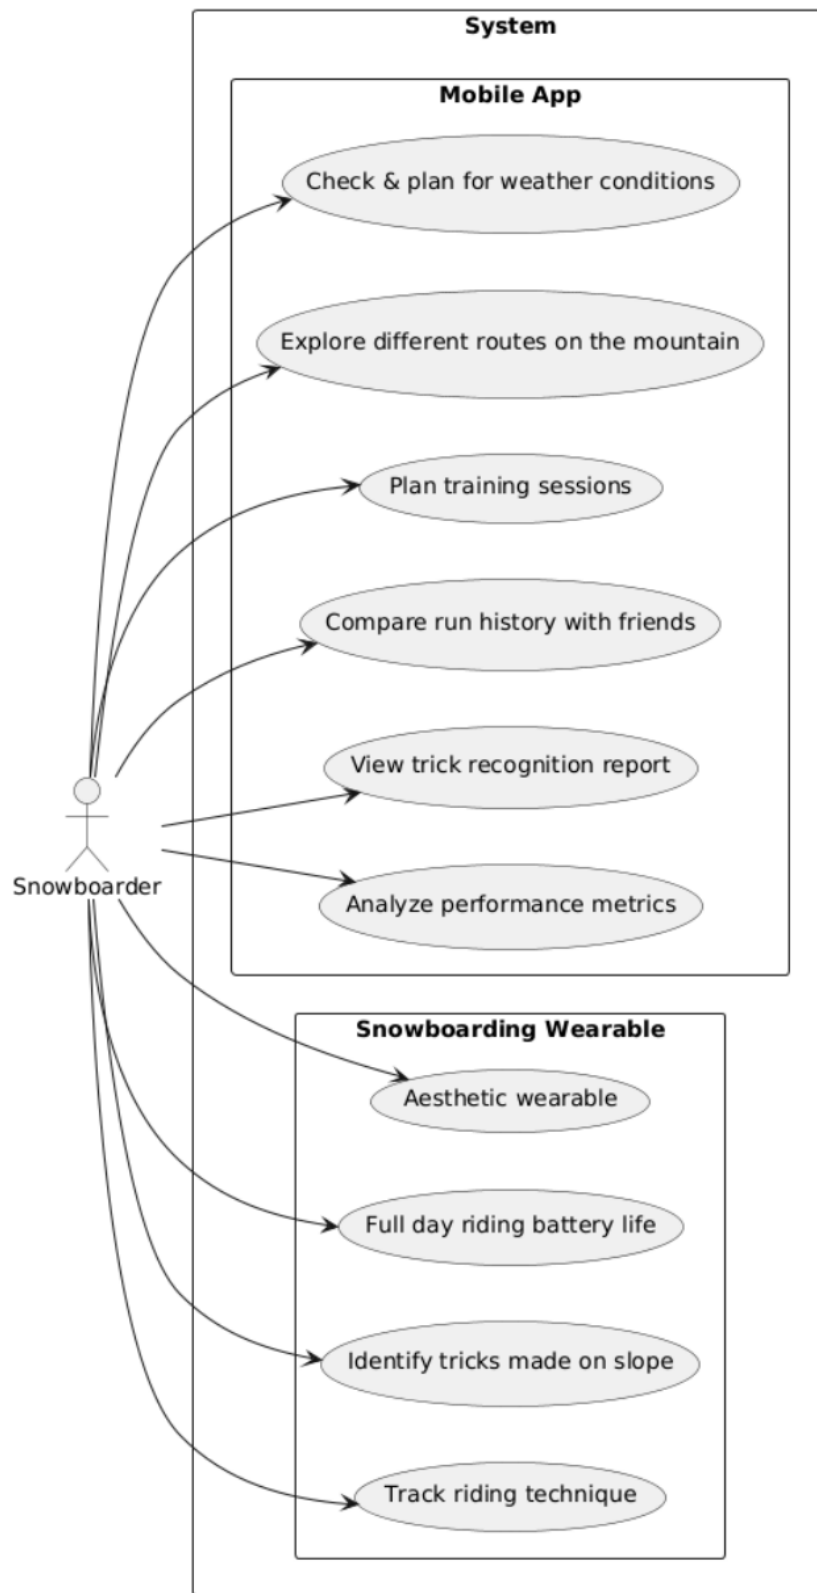 System
Mobile App
Check & plan for weather conditions
Explore different routes on the mountain
Plan training sessions
Compare run history with friends
View trick recognition report
Snowboarder
Analyze performance metrics
Snowboarding Wearable
Aesthetic wearable
Full day riding battery life
Identify tricks made on slope
Track riding technique